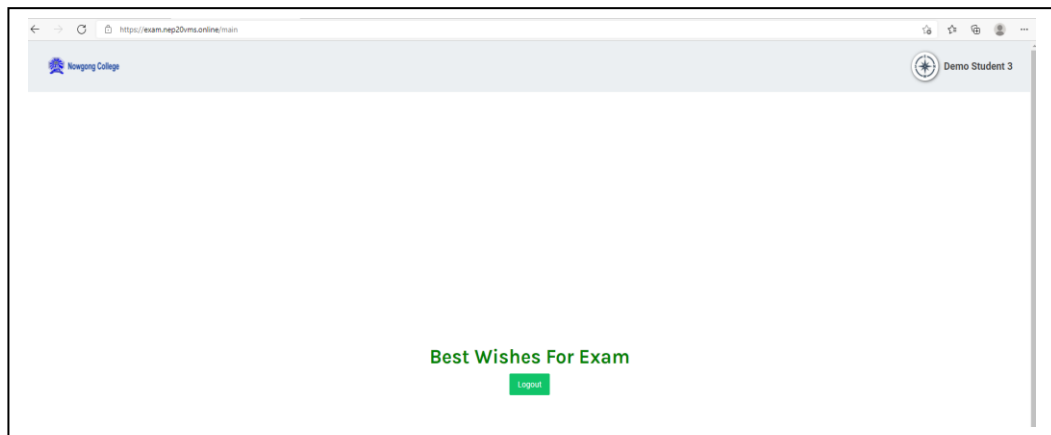 https://exam.nep20vms.online/main
Nowgong College
Demo Student 3
Best Wishes For Exam
Logout